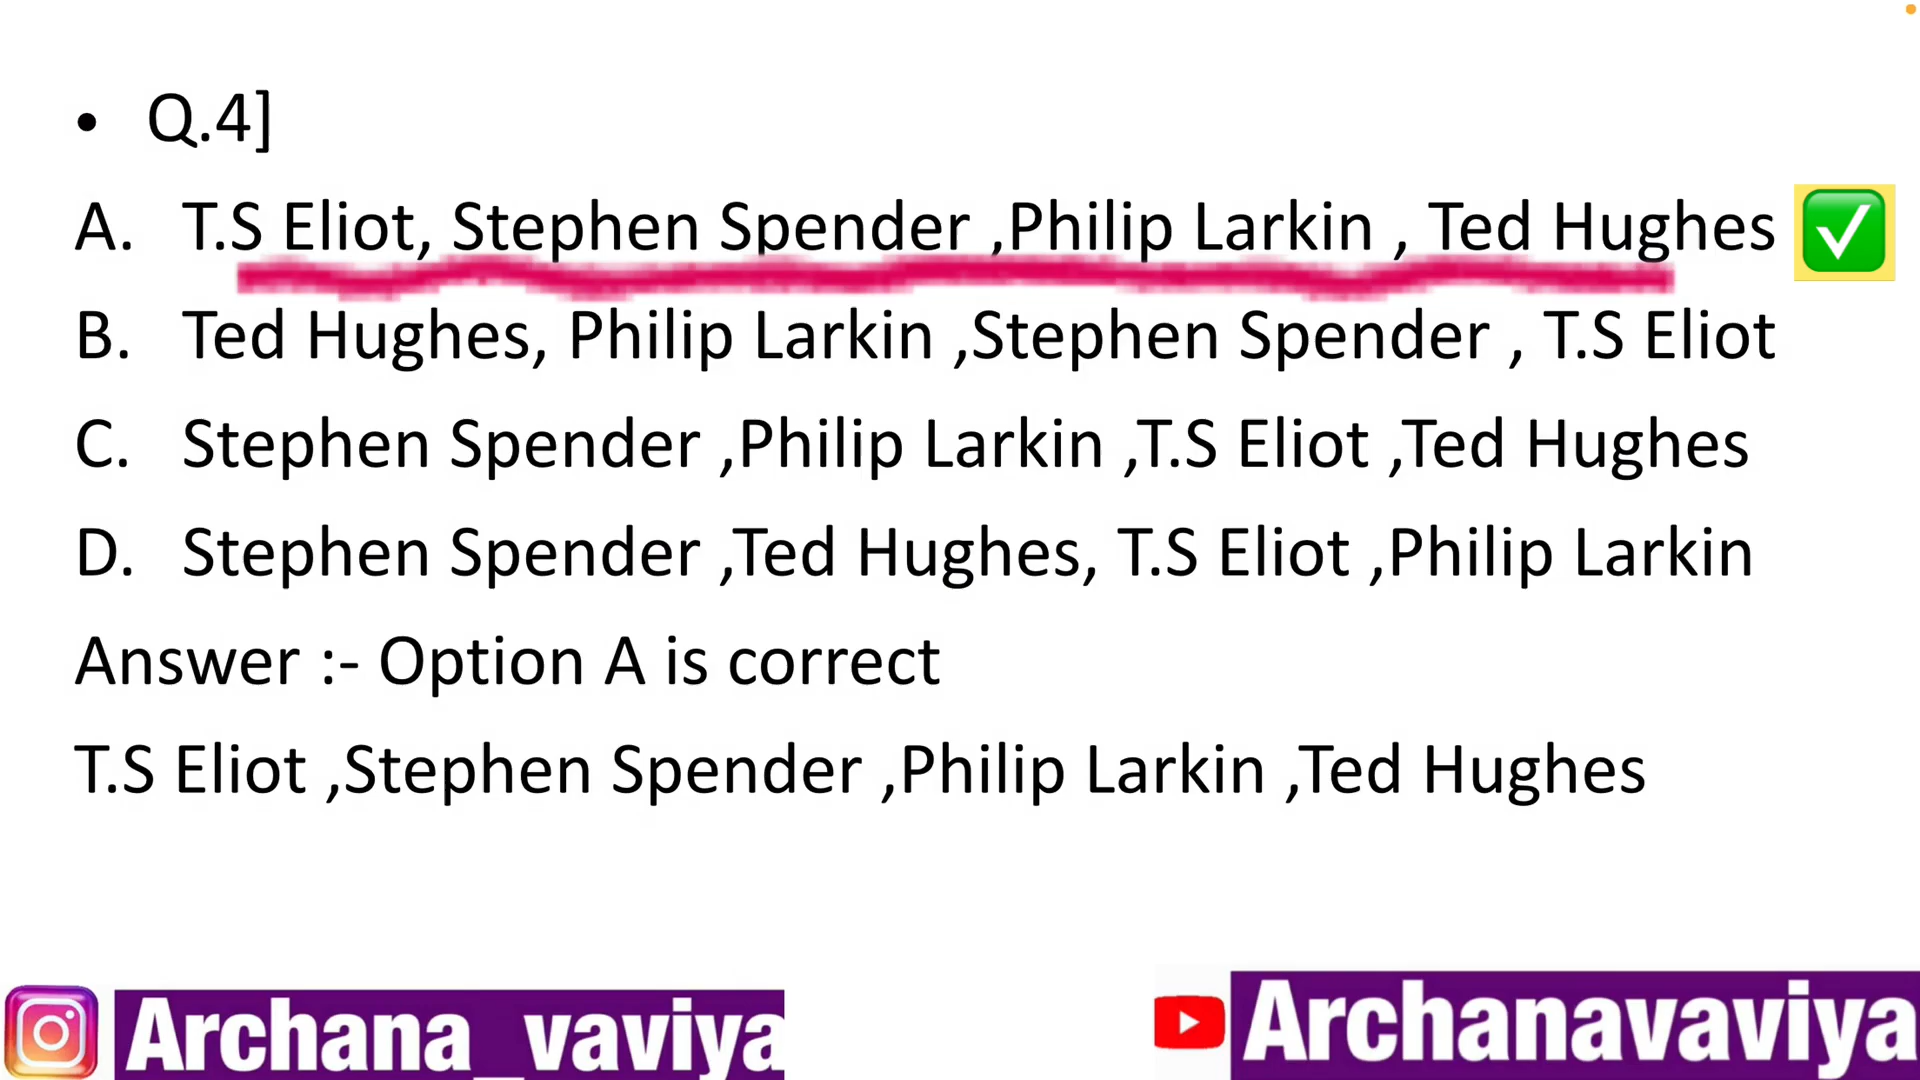 • Q.4]
A. T.S Eliot, Stephen Spender ,Philip Larkin , Ted Hughes
B. Ted Hughes, Philip Larkin ,Stephen Spender , T.S Eliot
C. Stephen Spender ,Philip Larkin ,T.S Eliot ,Ted Hughes
D. Stephen Spender ,Ted Hughes, T.S Eliot ,Philip Larkin
Answer :- Option A is correct
T.S Eliot ,Stephen Spender ,Philip Larkin ,Ted Hughes
Archana_vaviya
Archanavaviya